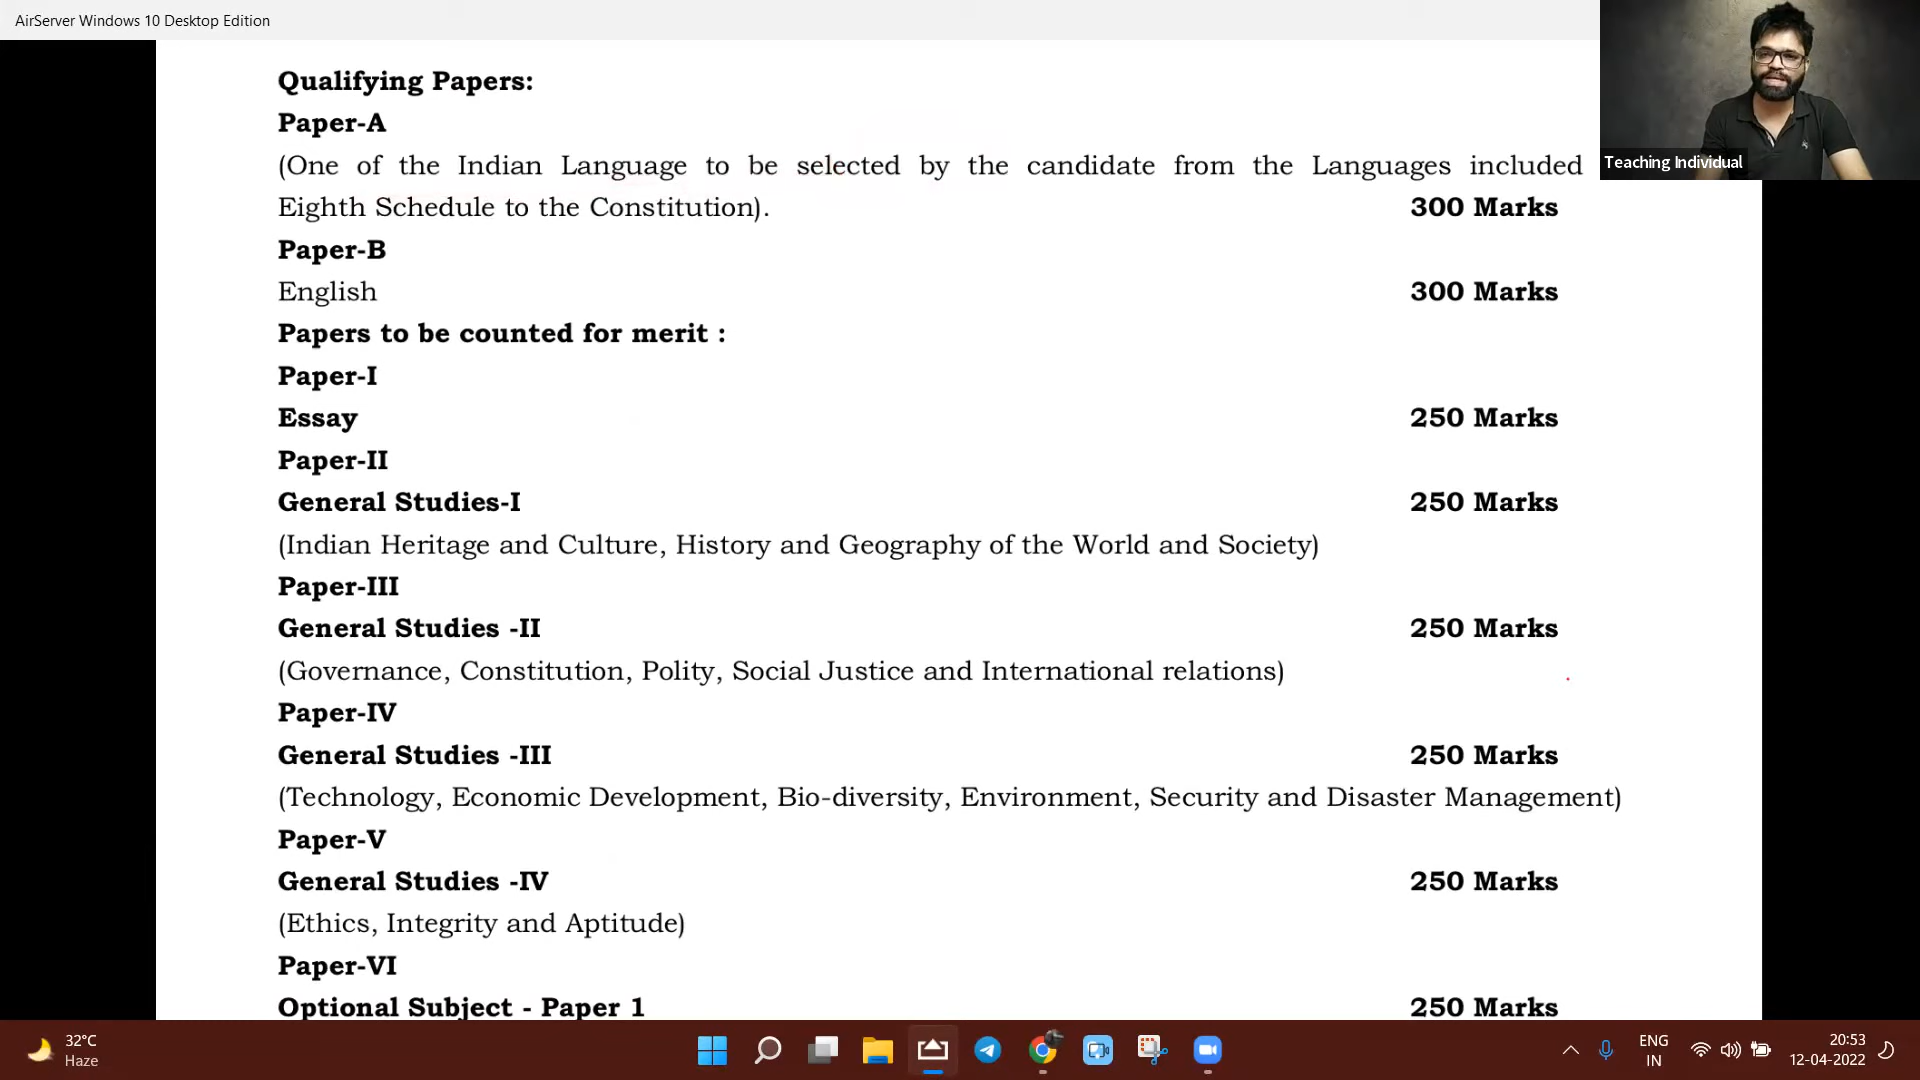 AirServer Windows 10 Desktop Edition
Qualifying Papers:
Paper-A
(One of the Indian Language to be selected by the candidate from the Languages included
Eighth Schedule to the Constitution). 300 Marks
Paper-B
English 300 Marks
Papers to be counted for merit :
Paper-I
Essay 250 Marks
Paper-II
General Studies-I 250 Marks
(Indian Heritage and Culture, History and Geography of the World and Society)
Paper-III
General Studies -II 250 Marks
(Governance, Constitution, Polity, Social Justice and International relations)
Paper-IV
General Studies -III 250 Marks
(Technology, Economic Development, Bio-diversity, Environment, Security and Disaster Management)
Paper-V
General Studies -IV 250 Marks
(Ethics, Integrity and Aptitude)
Paper-VI
Optional Subject - Paper 1 250 Marks
Teaching Individual
32°C
Haze
ENG
IN
20:53
12-04-2022